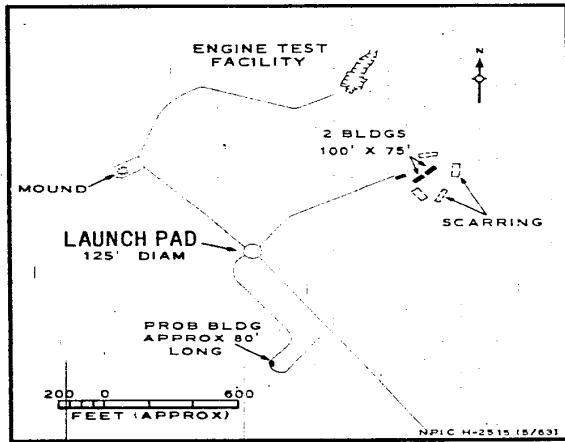 ENGINE TEST
FACILITY
N
2 BLDGS
100' X 75'
MOUND
SCARRING
LAUNCH PAD
125' DIAM
PROB BLDG
APPROX 80'
LONG
200 0 600
FEET (APPROX)
NPIC H-2515 (5/63)